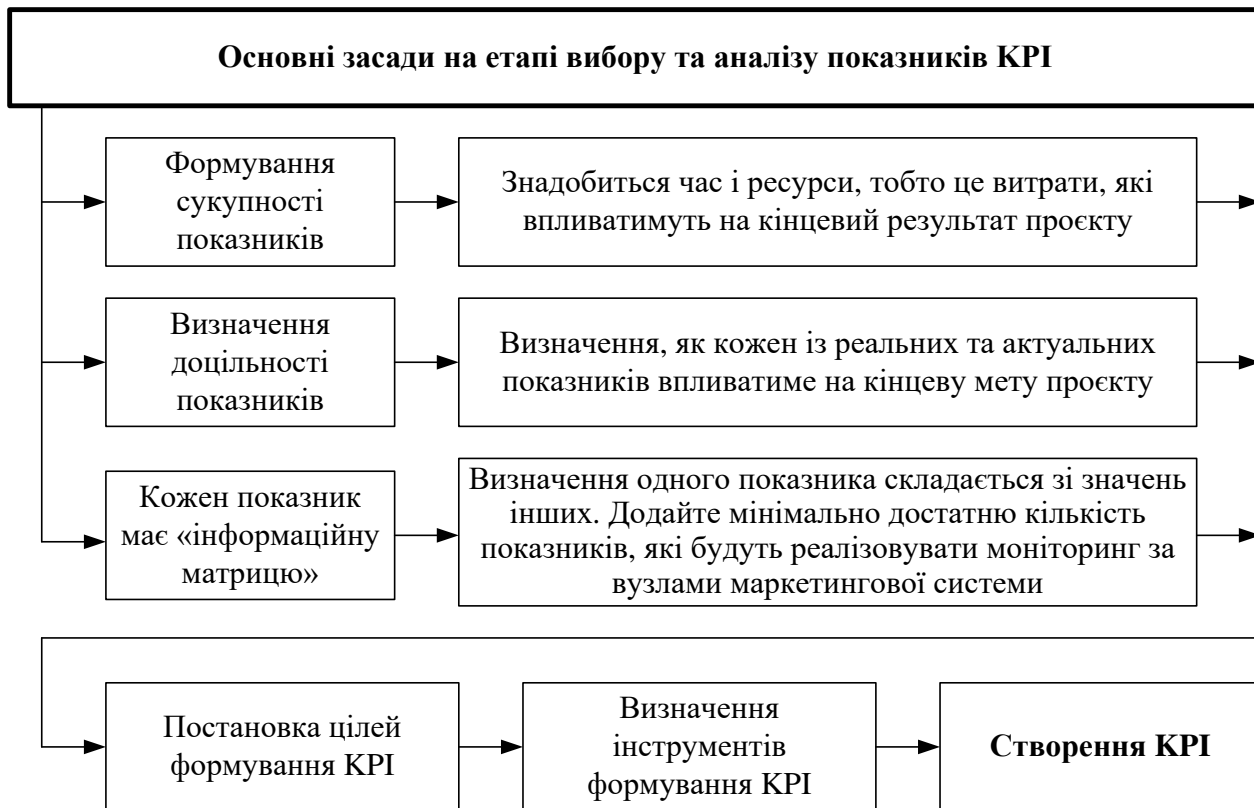 Основні засади на етапі вибору та аналізу показників KPI
Формування
сукупності
показників
Знадобиться час і ресурси, тобто це витрати, які
впливатимуть на кінцевий результат проєкту
Визначення
доцільності
показників
Визначення, як кожен із реальних та актуальних
показників впливатиме на кінцеву мету проєкту
Кожен показник
має «інформаційну
матрицю»
Визначення одного показника складається зі значень
інших. Додайте мінімально достатню кількість
показників, які будуть реалізовувати моніторинг за
вузлами маркетингової системи
Постановка цілей
формування KPI
Визначення
інструментів
формування KPI
Створення KPI